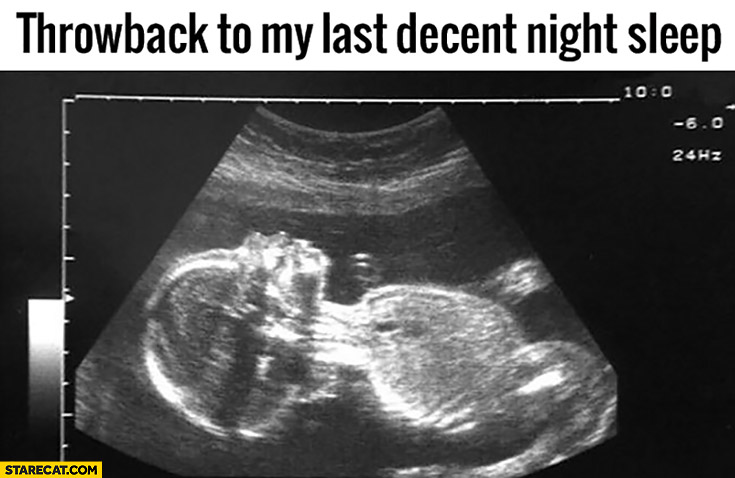 Throwback to my last decent night sleep
10:0
-6.0
24Hz
STARECAT.COM